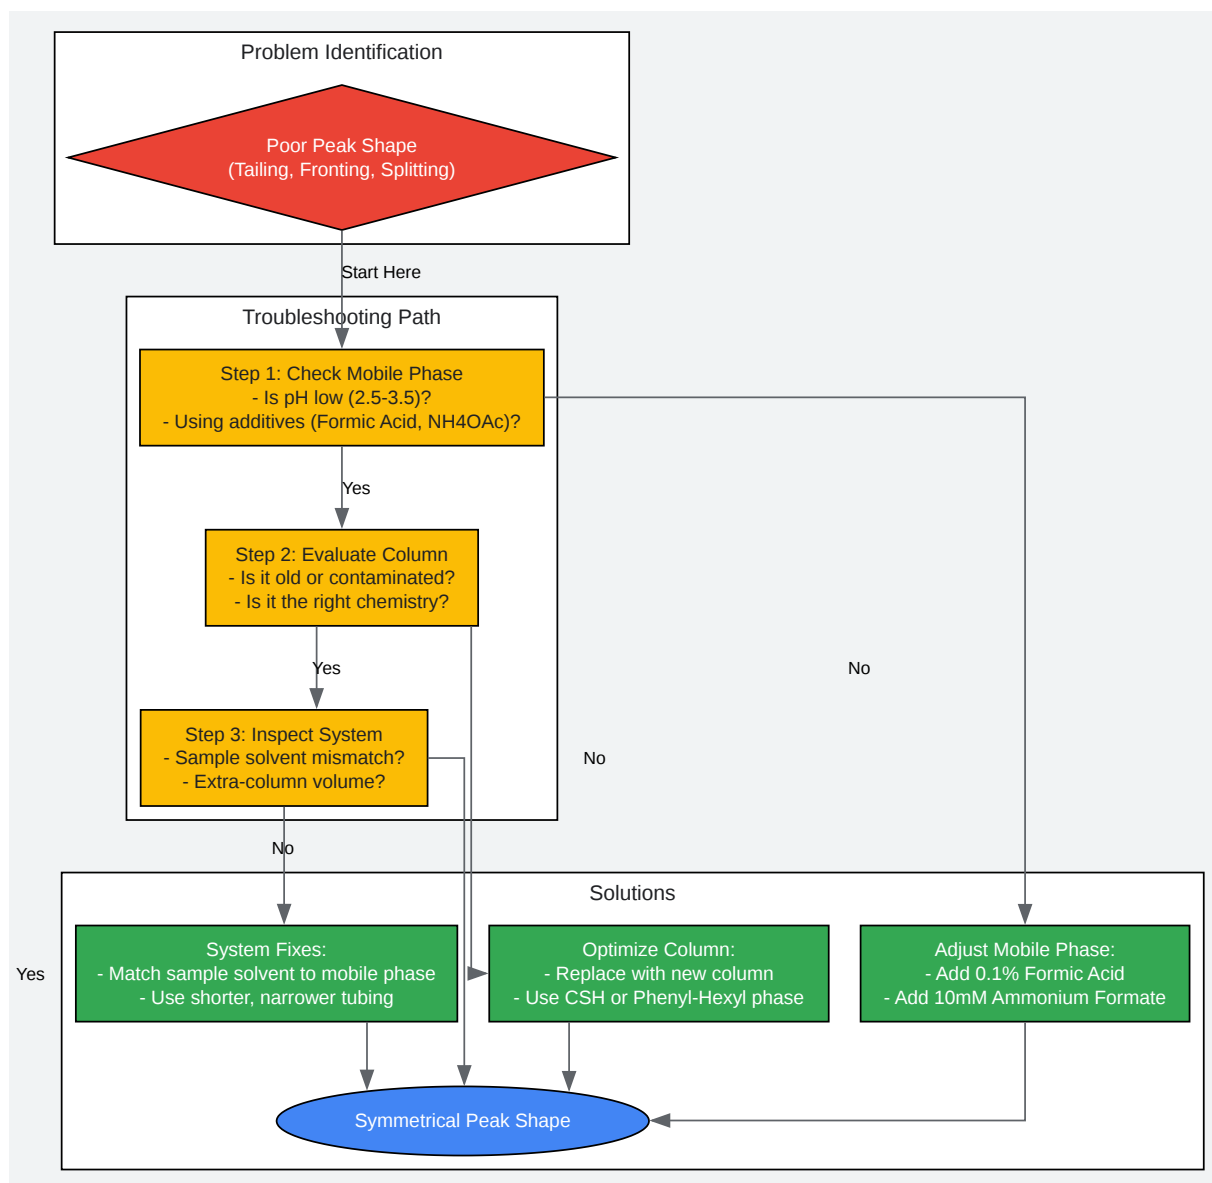 Problem Identification
Poor Peak Shape
(Tailing, Fronting, Splitting)
Start Here
Troubleshooting Path
Step 1: Check Mobile Phase
- Is pH low (2.5-3.5)?
- Using additives (Formic Acid, NH4OAc)?
Yes
Step 2: Evaluate Column
- Is it old or contaminated?
- Is it the right chemistry?
Yes
No
Step 3: Inspect System
- Sample solvent mismatch?
- Extra-column volume?
No
No
Solutions
System Fixes:
- Match sample solvent to mobile phase
- Use shorter, narrower tubing
Optimize Column:
- Replace with new column
- Use CSH or Phenyl-Hexyl phase
Adjust Mobile Phase:
- Add 0.1% Formic Acid
- Add 10mM Ammonium Formate
Yes
Symmetrical Peak Shape